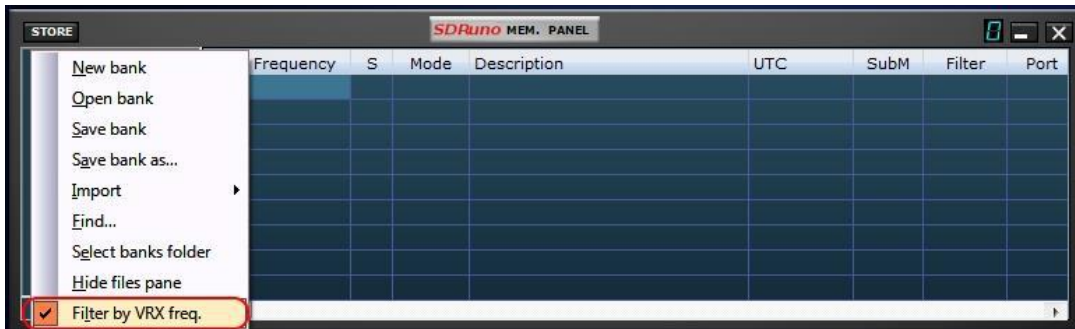 STORE
SDRuno MEM. PANEL
Frequency S Mode Description UTC SubM Filter Port
New bank
Open bank
Save bank
Save bank as...
Import
Find...
Select banks folder
Hide files pane
Filter by VRX freq.